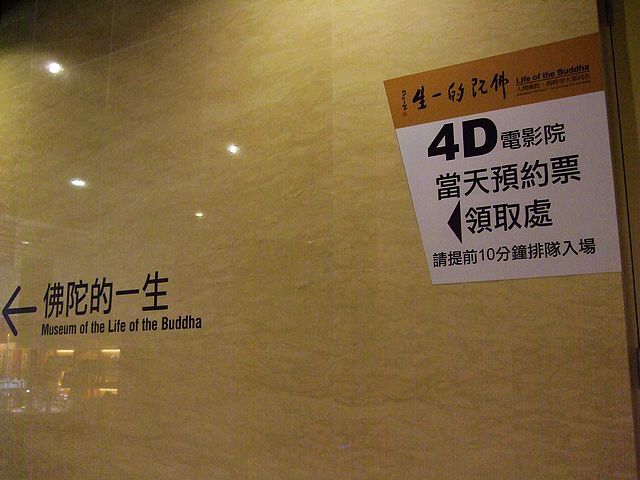 佛陀的一生
Museum of the Life of the Buddha
生一的陀佛
Life of the Buddha
4D電影院
當天預約票
領取處
請提前10分鐘排隊入場